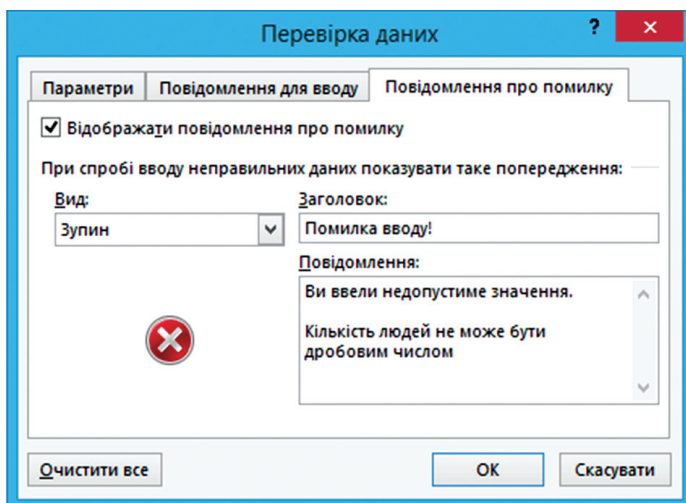 Перевірка даних
?
Параметри
Повідомлення для вводу
Повідомлення про помилку
Відображати повідомлення про помилку
При спробі вводу неправильних даних показувати таке попередження:
Вид:
Заголовок:
Зупин
Помилка вводу!
Повідомлення:
Ви ввели недопустиме значення.
Кількість людей не може бути
дробовим числом
Очистити все
ОК
Скасувати